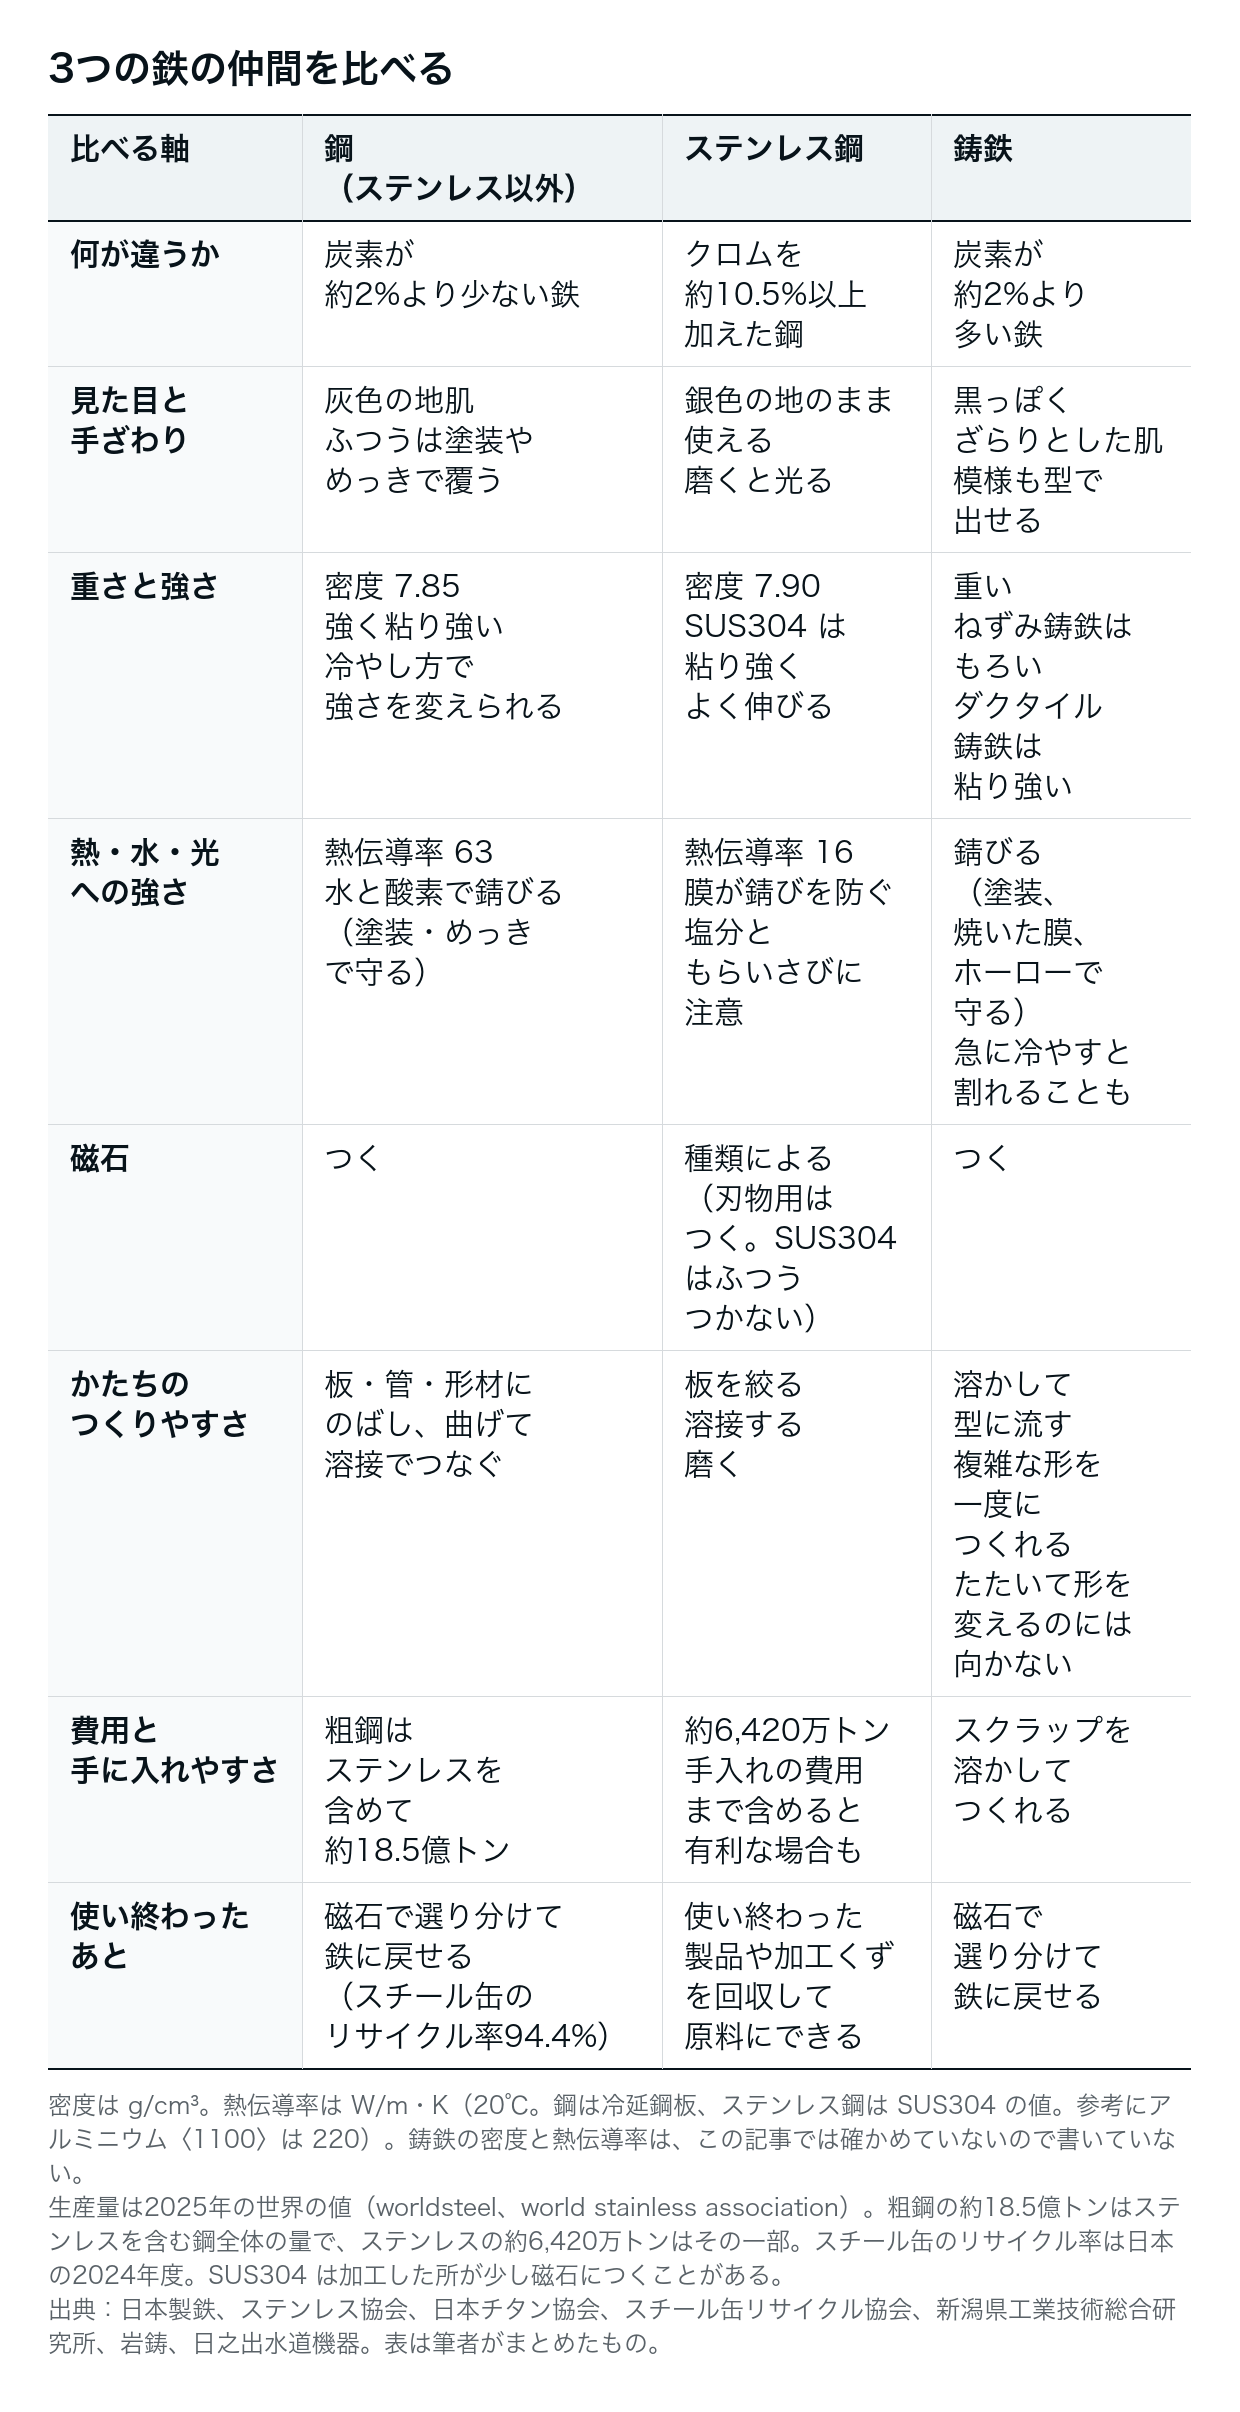 3つの鉄の仲間を比べる
比べる軸
鋼
（ステンレス以外）
ステンレス鋼
鋳鉄
何が違うか
炭素が
約2%より少ない鉄
クロムを
約10.5%以上
加えた鋼
炭素が
約2%より
多い鉄
見た目と
手ざわり
灰色の地肌
ふつうは塗装や
めっきで覆う
銀色の地のまま
使える
磨くと光る
黒っぽく
ざらりとした肌
模様も型で
出せる
重さと強さ
密度 7.85
強く粘り強い
冷やし方で
強さを変えられる
密度 7.90
SUS304 は
粘り強く
よく伸びる
重い
ねずみ鋳鉄は
もろい
ダクタイル
鋳鉄は
粘り強い
熱・水・光
への強さ
熱伝導率 63
水と酸素で錆びる
（塗装・めっき
で守る）
熱伝導率 16
膜が錆びを防ぐ
塩分と
もらいさびに
注意
錆びる
（塗装、
焼いた膜、
ホーローで
守る）
急に冷やすと
割れることも
磁石
つく
種類による
（刃物用は
つく。SUS304
はふつう
つかない）
つく
かたちの
つくりやすさ
板・管・形材に
のばし、曲げて
溶接でつなぐ
板を絞る
溶接する
磨く
溶かして
型に流す
複雑な形を
一度に
つくれる
たたいて形を
変えるのには
向かない
費用と
手に入れやすさ
粗鋼は
ステンレスを
含めて
約18.5億トン
約6,420万トン
手入れの費用
まで含めると
有利な場合も
スクラップを
溶かして
つくれる
使い終わった
あと
磁石で選り分けて
鉄に戻せる
（スチール缶の
リサイクル率94.4%）
使い終わった
製品や加工くず
を回収して
原料にできる
磁石で
選り分けて
鉄に戻せる
密度は g/cm³。熱伝導率は W/m・K（20℃。鋼は冷延鋼板、ステンレス鋼は SUS304 の値。参考にア
ルミニウム〈1100〉は 220）。鋳鉄の密度と熱伝導率は、この記事では確かめていないので書いていな
い。
生産量は2025年の世界の値（worldsteel、world stainless association）。粗鋼の約18.5億トンはステ
ンレスを含む鋼全体の量で、ステンレスの約6,420万トンはその一部。スチール缶のリサイクル率は日本
の2024年度。SUS304 は加工した所が少し磁石につくことがある。
出典：日本製鉄、ステンレス協会、日本チタン協会、スチール缶リサイクル協会、新潟県工業技術総合研
究所、岩鋳、日之出水道機器。表は筆者がまとめたもの。